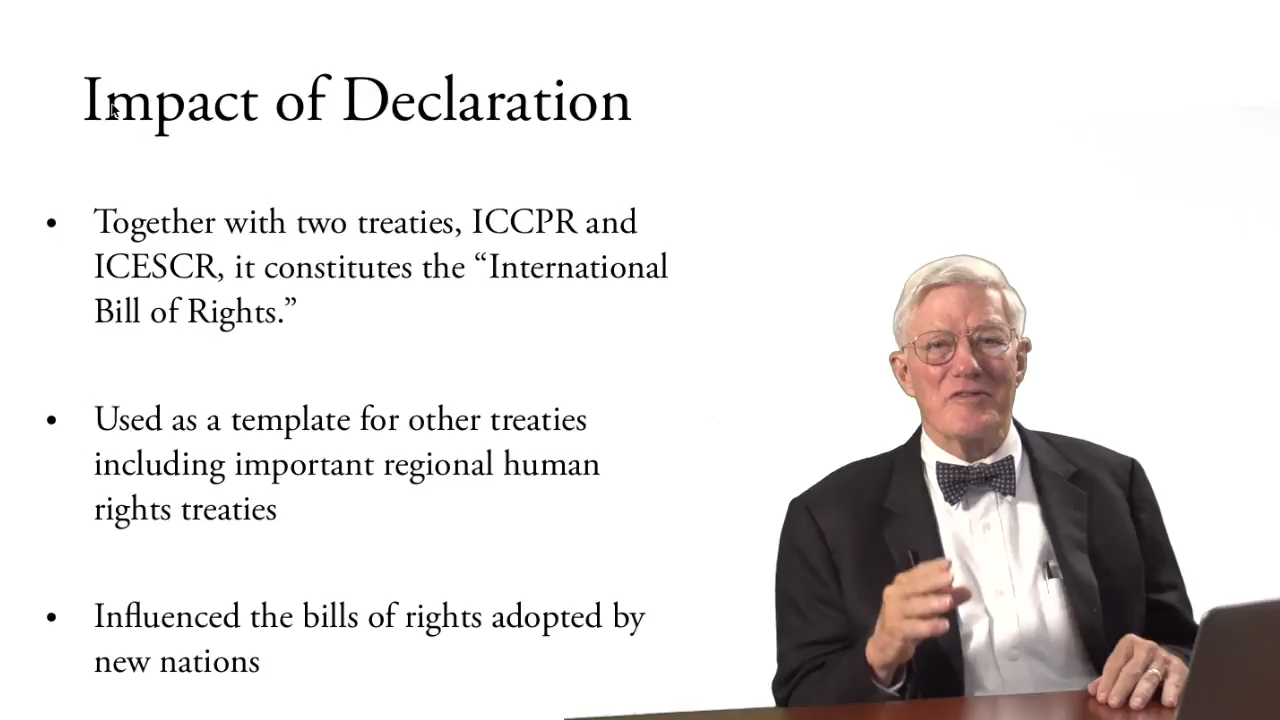 Impact of Declaration
• Together with two treaties, ICCPR and
ICESCR, it constitutes the “International
Bill of Rights.”
• Used as a template for other treaties
including important regional human
rights treaties
• Influenced the bills of rights adopted by
new nations